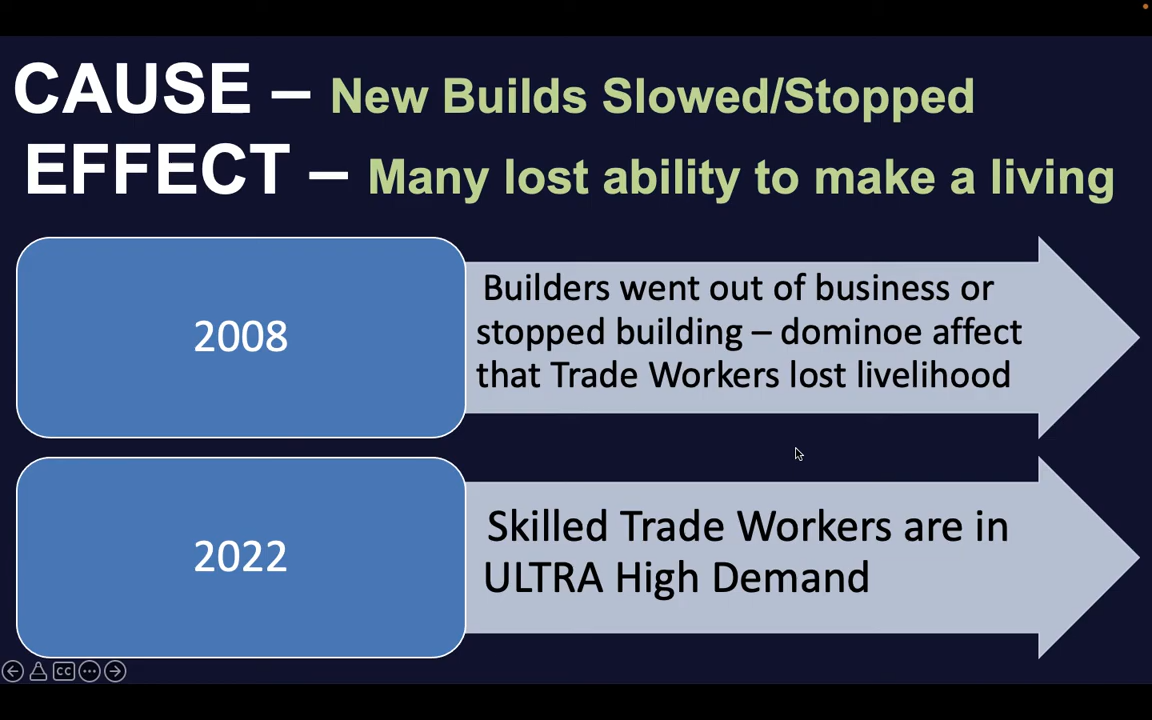 CAUSE – New Builds Slowed/Stopped
EFFECT – Many lost ability to make a living
2008
Builders went out of business or
stopped building – dominoe affect
that Trade Workers lost livelihood
2022
Skilled Trade Workers are in
ULTRA High Demand
CC